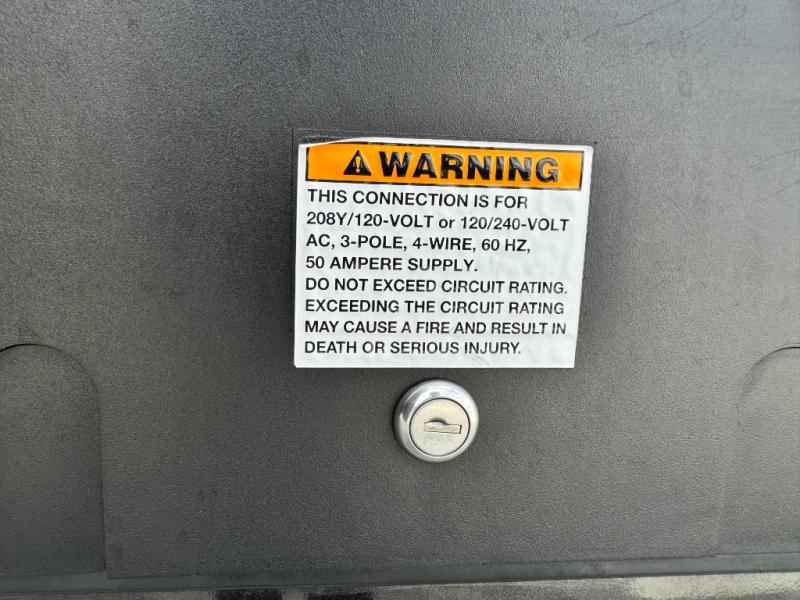 WARNING
THIS CONNECTION IS FOR
208Y/120-VOLT or 120/240-VOLT
AC, 3-POLE, 4-WIRE, 60 HZ,
50 AMPERE SUPPLY.
DO NOT EXCEED CIRCUIT RATING.
EXCEEDING THE CIRCUIT RATING
MAY CAUSE A FIRE AND RESULT IN
DEATH OR SERIOUS INJURY.